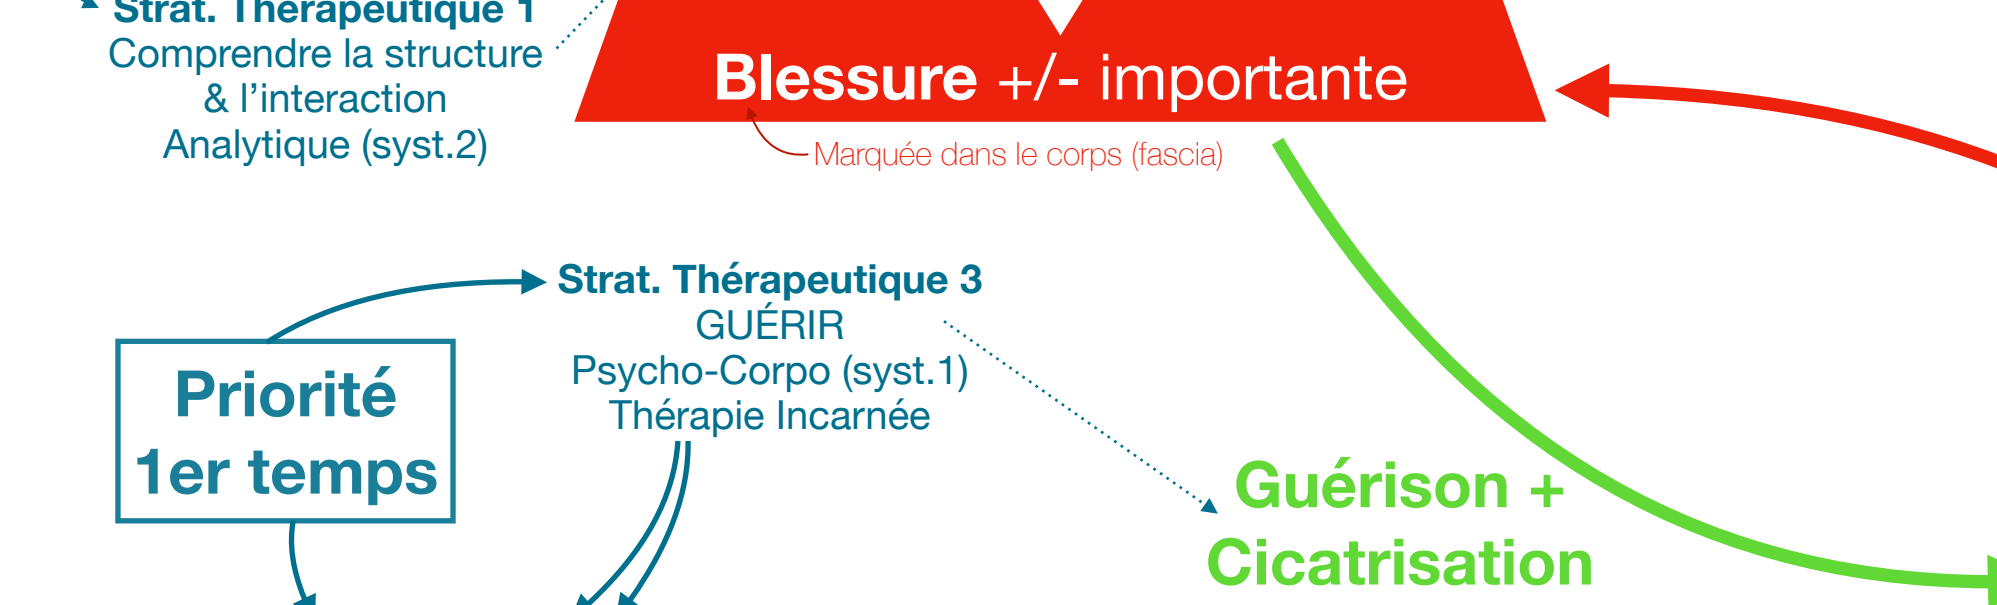 Strat. Thérapeutique 1
Comprendre la structure
& l'interaction
Analytique (syst.2)
Blessure +/- importante
Marquée dans le corps (fascia)
Strat. Thérapeutique 3
GUÉRIR
Psycho-Corpo (syst.1)
Thérapie Incarnée
Priorité
1er temps
Guérison +
Cicatrisation